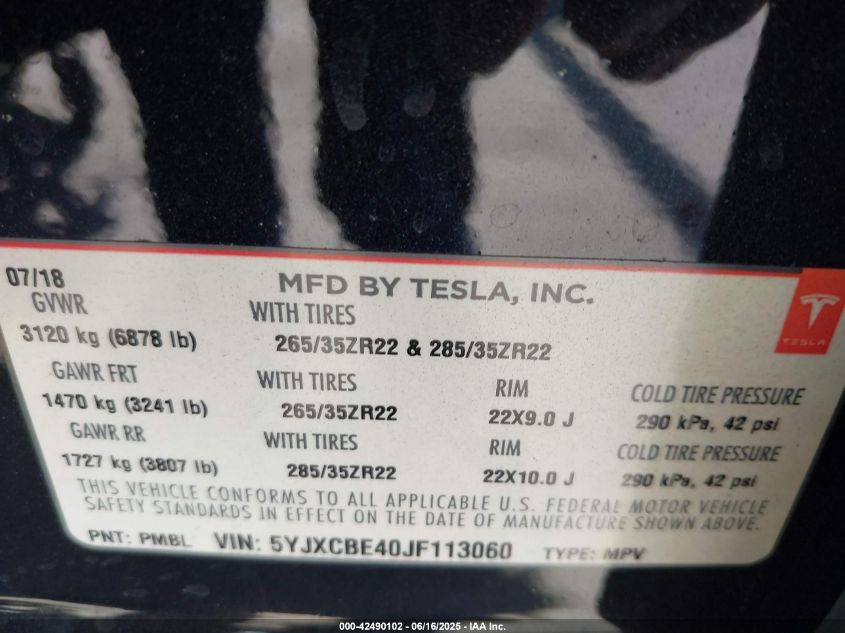 07/18 MFD BY TESLA, INC.
GVWR WITH TIRES
3120 kg (6878 lb) 265/35ZR22 & 285/35ZR22
TESLA
GAWR FRT WITH TIRES RIM COLD TIRE PRESSURE
1470 kg (3241 lb) 265/35ZR22 22X9.0 J 290 kPa, 42 psi
GAWR RR WITH TIRES RIM COLD TIRE PRESSURE
1727 kg (3807 lb) 285/35ZR22 22X10.0 J 290 kPa, 42 psi
THIS VEHICLE CONFORMS TO ALL APPLICABLE U.S. FEDERAL MOTOR VEHICLE
SAFETY STANDARDS IN EFFECT ON THE DATE OF MANUFACTURE SHOWN ABOVE.
PNT: PMBL VIN: 5YJXCBE40JF113060 TYPE: MPV
000-42490102 - 06/16/2025 - IAA Inc.